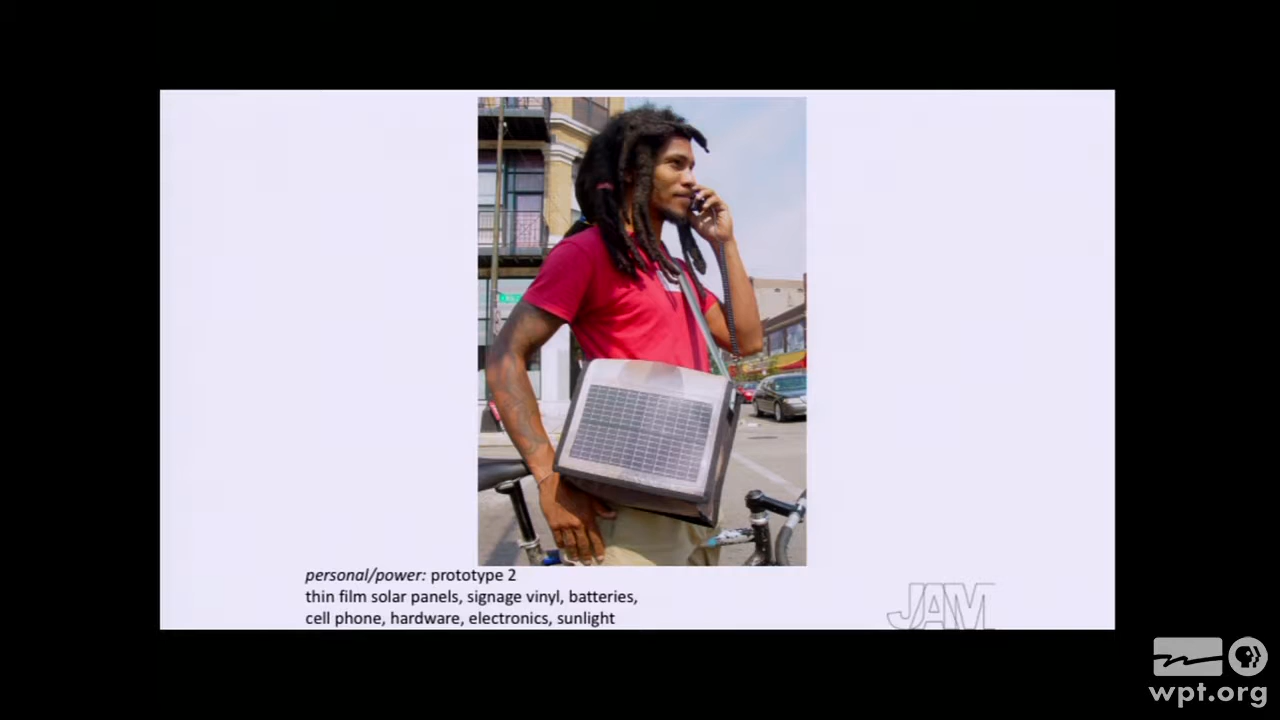 personal/power: prototype 2
thin film solar panels, signage vinyl, batteries,
cell phone, hardware, electronics, sunlight
JAM
PBS
wpt.org